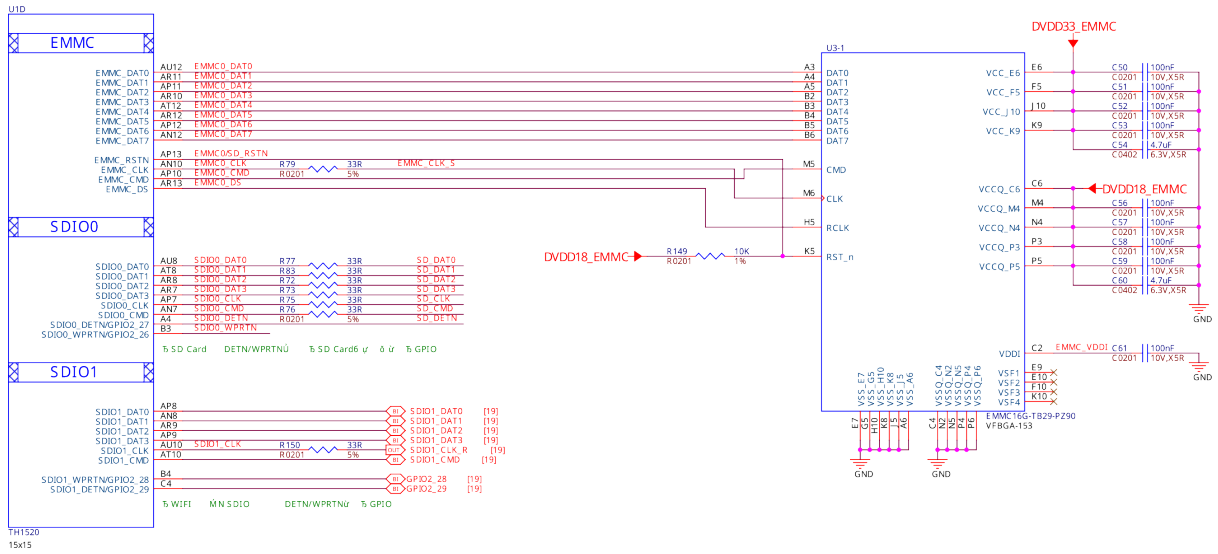 U1D
EMMC
EMMC_DAT0 AU12 EMMC0_DAT0
EMMC_DAT1 AR11 EMMC0_DAT1
EMMC_DAT2 AP11 EMMC0_DAT2
EMMC_DAT3 AR10 EMMC0_DAT3
EMMC_DAT4 AT12 EMMC0_DAT4
EMMC_DAT5 AR12 EMMC0_DAT5
EMMC_DAT6 AP12 EMMC0_DAT6
EMMC_DAT7 AN12 EMMC0_DAT7
EMMC_RSTN AP13 EMMC0/SD_RSTN
EMMC_CLK AN10 EMMC0_CLK R79 33R EMMC_CLK_S
EMMC_CMD AP10 EMMC0_CMD R0201 5%
EMMC_DS AR13 EMMC0_DS
SDIO0
SDIO0_DAT0 AU8 SDIO0_DAT0 R77 33R SD_DAT0
SDIO0_DAT1 AT8 SDIO0_DAT1 R83 33R SD_DAT1
SDIO0_DAT2 AR8 SDIO0_DAT2 R72 33R SD_DAT2
SDIO0_DAT3 AR7 SDIO0_DAT3 R73 33R SD_DAT3
SDIO0_CLK AP7 SDIO0_CLK R75 33R SD_CLK
SDIO0_CMD AN7 SDIO0_CMD R76 33R SD_CMD
SDIO0_DETN/GPIO2_27 A4 SDIO0_DETN R0201 5% SD_DETN
SDIO0_WPRTN/GPIO2_26 B3 SDIO0_WPRTN
SD Card DETN/WPRTN SD Card GPIO
SDIO1
SDIO1_DAT0 AP8 BI SDIO1_DAT0 [19]
SDIO1_DAT1 AN8 BI SDIO1_DAT1 [19]
SDIO1_DAT2 AR9 BI SDIO1_DAT2 [19]
SDIO1_DAT3 AP9 BI SDIO1_DAT3 [19]
SDIO1_CLK AU10 SDIO1_CLK R150 33R OUT SDIO1_CLK_R [19]
SDIO1_CMD AT10 R0201 5% BI SDIO1_CMD [19]
SDIO1_WPRTN/GPIO2_28 B4 BI GPIO2_28 [19]
SDIO1_DETN/GPIO2_29 C4 BI GPIO2_29 [19]
WIFI SDIO DETN/WPRTN GPIO
TH1520
15x15
DVDD18_EMMC R149 10K
R0201 1%
U3-1
A3 DAT0
A4 DAT1
A5 DAT2
B2 DAT3
B3 DAT4
B4 DAT5
B5 DAT6
B6 DAT7
M5 CMD
M6 CLK
H5 RCLK
K5 RST_n
DVDD33_EMMC
VCC_E6 E6 C50 100nF
C0201 10V,X5R
VCC_F5 F5 C51 100nF
C0201 10V,X5R
VCC_J10 J10 C52 100nF
C0201 10V,X5R
VCC_K9 K9 C53 100nF
C0201 10V,X5R
C54 4.7uF
C0402 6.3V,X5R
VCCQ_C6 C6 DVDD18_EMMC
VCCQ_M4 M4 C56 100nF
C0201 10V,X5R
VCCQ_N4 N4 C57 100nF
C0201 10V,X5R
VCCQ_P3 P3 C58 100nF
C0201 10V,X5R
VCCQ_P5 P5 C59 100nF
C0201 10V,X5R
C60 4.7uF
C0402 6.3V,X5R
GND
VDDI C2 EMMC_VDDI C61 100nF
C0201 10V,X5R
GND
VSF1 E9
VSF2 E10
VSF3 F10
VSF4 K10
VSS_E7 VSS_G5 VSS_H10 VSS_K8 VSS_J5 VSS_A6 VSSQ_C4 VSSQ_N2 VSSQ_N5 VSSQ_P4 VSSQ_P6
E7 G5 H10 K8 J5 A6 C4 N2 N5 P4 P6
EMMC16G-TB29-PZ90
VFBGA-153
GND GND